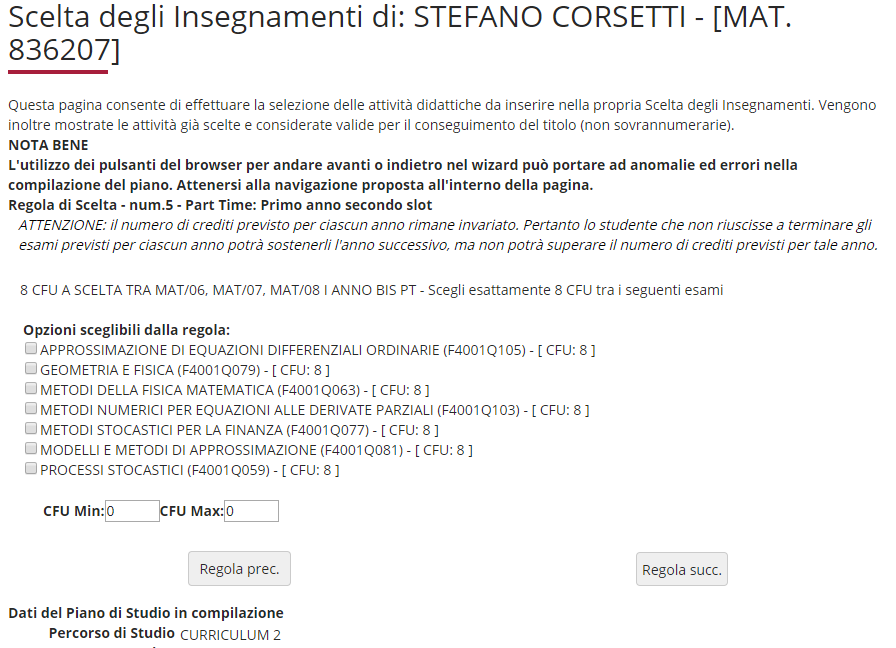 Scelta degli Insegnamenti di: STEFANO CORSETTI - [MAT.
836207]
Questa pagina consente di effettuare la selezione delle attività didattiche da inserire nella propria Scelta degli Insegnamenti. Vengono
inoltre mostrate le attività già scelte e considerate valide per il conseguimento del titolo (non sovrannumerarie).
NOTA BENE
L'utilizzo dei pulsanti del browser per andare avanti o indietro nel wizard può portare ad anomalie ed errori nella
compilazione del piano. Attenersi alla navigazione proposta all'interno della pagina.
Regola di Scelta - num.5 - Part Time: Primo anno secondo slot
ATTENZIONE: il numero di crediti previsto per ciascun anno rimane invariato. Pertanto lo studente che non riuscisse a terminare gli
esami previsti per ciascun anno potrà sostenerli l'anno successivo, ma non potrà superare il numero di crediti previsti per tale anno.
8 CFU A SCELTA TRA MAT/06, MAT/07, MAT/08 I ANNO BIS PT - Scegli esattamente 8 CFU tra i seguenti esami
Opzioni sceglibili dalla regola:
APPROSSIMAZIONE DI EQUAZIONI DIFFERENZIALI ORDINARIE (F4001Q105) - [ CFU: 8 ]
GEOMETRIA E FISICA (F4001Q079) - [ CFU: 8 ]
METODI DELLA FISICA MATEMATICA (F4001Q063) - [ CFU: 8 ]
METODI NUMERICI PER EQUAZIONI ALLE DERIVATE PARZIALI (F4001Q103) - [ CFU: 8 ]
METODI STOCASTICI PER LA FINANZA (F4001Q077) - [ CFU: 8 ]
MODELLI E METODI DI APPROSSIMAZIONE (F4001Q081) - [ CFU: 8 ]
PROCESSI STOCASTICI (F4001Q059) - [ CFU: 8 ]
CFU Min: 0 CFU Max: 0
Regola prec. Regola succ.
Dati del Piano di Studio in compilazione
Percorso di Studio CURRICULUM 2